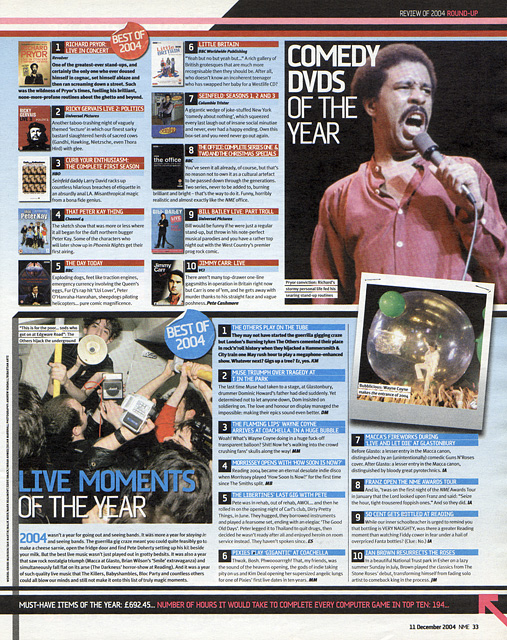 REVIEW OF 2004 ROUND-UP
BEST OF
2004
1 RICHARD PRYOR:
LIVE IN CONCERT
Revolver
One of the greatest-ever stand-ups, and
certainly the only one who ever doused
himself in cognac, set himself ablaze and
then ran screaming down a street. Such
was the wildness of Pryor's times, fuelling his brilliant,
none-more-profane routines about the ghetto and beyond.
2 RICKY GERVAIS LIVE 2: POLITICS
Universal Pictures
Another taboo trashing night of vaguely
themed 'lecture' in which our finest sarky
bastard slaughtered herds of sacred cows
(Gandhi, Hawking, Nietzsche, even Thora
Hird) with glee.
3 CURB YOUR ENTHUSIASM:
THE COMPLETE FIRST SEASON
HBO
Seinfeld daddy Larry David racks up
countless hilarious breaches of etiquette in
an absurdly anal LA. Misanthropical magic
from a bona fide genius.
4 THAT PETER KAY THING
Channel 4
The sketch show that was more or less where
it all began for the daft northern bugger
Peter Kay. Some of the characters who
will later show up in Phoenix Nights get their
first airing.
5 THE DAY TODAY
BBC
Exploding dogs, feet like traction engines,
emergency currency involving the Queen's
eggs, Fur Q's rap hit 'Uzi Lover', Peter
O'Hanraha-Hanrahan, sheepdogs piloting
helicopters... pure comic magnificence.
6 LITTLE BRITAIN
BBC Worldwide Publishing
"Yeah but no but yeah but..." A rich gallery of
British grotesques that are much more
recognisable then they should be. After all,
who doesn't know an incoherent teenager
who has swapped her baby for a Westlife CD?
7 SEINFELD: SEASONS 1, 2 AND 3
Columbia Tristar
A gigantic wedge of joke-stuffed New York
'comedy about nothing', which squeezed
every last laugh out of insane social minutiae
and never, ever had a happy ending. Own this
box-set and you need never go out again.
8 THE OFFICE COMPLETE SERIES ONE &
TWO AND THE CHRISTMAS SPECIALS
BBC
You've seen it all already, of course, but that's
no reason not to own it as a cultural artefact
to be passed down through the generations.
Two series, never to be added to, burning
brilliant and bright – that's the way to do it. Funny, horribly
realistic and almost exactly like the NME office.
9 BILL BAILEY LIVE: PART TROLL
Universal Pictures
Bill would be funny if he were just a regular
stand-up, but throw in his note-perfect
musical parodies and you have a rather top
night out with the West Country's premier
prog rock comic.
10 JIMMY CARR: LIVE
VCI
There aren't many top-drawer one-line
gagsmiths in operation in Britain right now
but Carr is one of 'em, and he gets away with
murder thanks to his straight face and vague
poshness. Pete Cashmore
COMEDY
DVDS
OF THE
YEAR
Pryor conviction: Richard's
stormy personal life fed his
searing stand-up routines
"This is for the poor... sods who
got on at Edgware Road": The
Others hijack the underground
BEST OF
2004
LIVE MOMENTS
OF THE YEAR
2004 wasn't a year for going out and seeing bands. It was more a year for staying in
and seeing bands. The guerrilla gig craze meant you could quite feasibly go to
make a cheese sarnie, open the fridge door and find Pete Doherty setting up his kit beside
your milk. But the best live music wasn't just played out in grotty bedsits. It was also a year
that saw rock nostalgia triumph (Macca at Glasto, Brian Wilson's 'Smile' extravaganza) and
simultaneously fall flat on its arse (The Darkness' horror-show at Reading). And it was a year
of such quality live music that The Killers, Babyshambles, Bloc Party and countless others
could all blow our minds and still not make it onto this list of truly magic moments.
1 THE OTHERS PLAY ON THE TUBE
They may not have started the guerrilla gigging craze
but London's Burning tykes The Others cemented their place
in rock'n'roll history when they hijacked a Hammersmith &
City train one May rush hour to play a megaphone-enhanced
show. Whatever next? Gigs up a tree? Er, yes. AM
2 MUSE TRIUMPH OVER TRAGEDY AT
T IN THE PARK
The last time Muse had taken to a stage, at Glastonbury,
drummer Dominic Howard's father had died suddenly. Yet
determined not to let anyone down, Dom insisted on
soldiering on. The love and honour on display managed the
impossible: making their epics sound even better. DM
3 THE FLAMING LIPS' WAYNE COYNE
ARRIVES AT COACHELLA. IN A HUGE BUBBLE
Woah! What's Wayne Coyne doing in a huge fuck-off
transparent balloon? Shit! Now he's walking into the crowd
crushing fans' skulls along the way! MM
4 MORRISSEY OPENS WITH 'HOW SOON IS NOW?'
Reading 2004 became an eternal desolate indie disco
when Morrissey played 'How Soon Is Now?' for the first time
since The Smiths split. MM
5 THE LIBERTINES' LAST GIG WITH PETE
Pete was in rehab, out of rehab, AWOL... and then he
rolled in on the opening night of Carl's club, Dirty Pretty
Things, in June. They hugged, they borrowed instruments
and played a fearsome set, ending with an elegiac 'The Good
Old Days'. Peter legged it to Thailand to quit drugs, then
decided he wasn't ready after all and enjoyed heroin on room
service instead. They haven't spoken since. ES
6 PIXIES PLAY 'GIGANTIC' AT COACHELLA
Thwak. Boosh. Phwooooorgh! That, my friends, was
the sound of the heavens opening, the gods of indie taking
pity on us and Kim Deal opening her supersized angelic lungs
for one of Pixies' first live dates in ten years. MM
Bubblelicious: Wayne Coyne
makes the entrance of 2004
7 MACCA'S FIREWORKS DURING
'LIVE AND LET DIE' AT GLASTONBURY
Before Glasto: a lesser entry in the Macca canon,
distinguished by an (unintentionally) comedic Guns N'Roses
cover. After Glasto: a lesser entry in the Macca canon,
distinguished by bloody great pyrotechnics. JA
8 FRANZ OPEN THE NME AWARDS TOUR
And lo, 'twas on the first night of the NME Awards Tour
in January that the Lord looked upon Franz and said: "Seize
the hour, tight-trousered foppish ones." And so they did. JA
9 50 CENT GETS BOTTLED AT READING
While our inner schoolteacher is urged to remind you
that bottling is VERY NAUGHTY, was there a greater Reading
moment than watching Fiddy cower in fear under a hail of
overpriced Fanta bottles? (Can: No.) JA
10 IAN BROWN RESURRECTS THE ROSES
In a beautiful National Trust park in Esher on a lazy
summer Sunday in July, Brown played the classics from The
Stone Roses' debut, transforming himself from fading solo
artist to comeback king in the process. JM
MUST-HAVE ITEMS OF THE YEAR: £692.45... NUMBER OF HOURS IT WOULD TAKE TO COMPLETE EVERY COMPUTER GAME IN TOP TEN: 194...
11 December 2004 NME 33